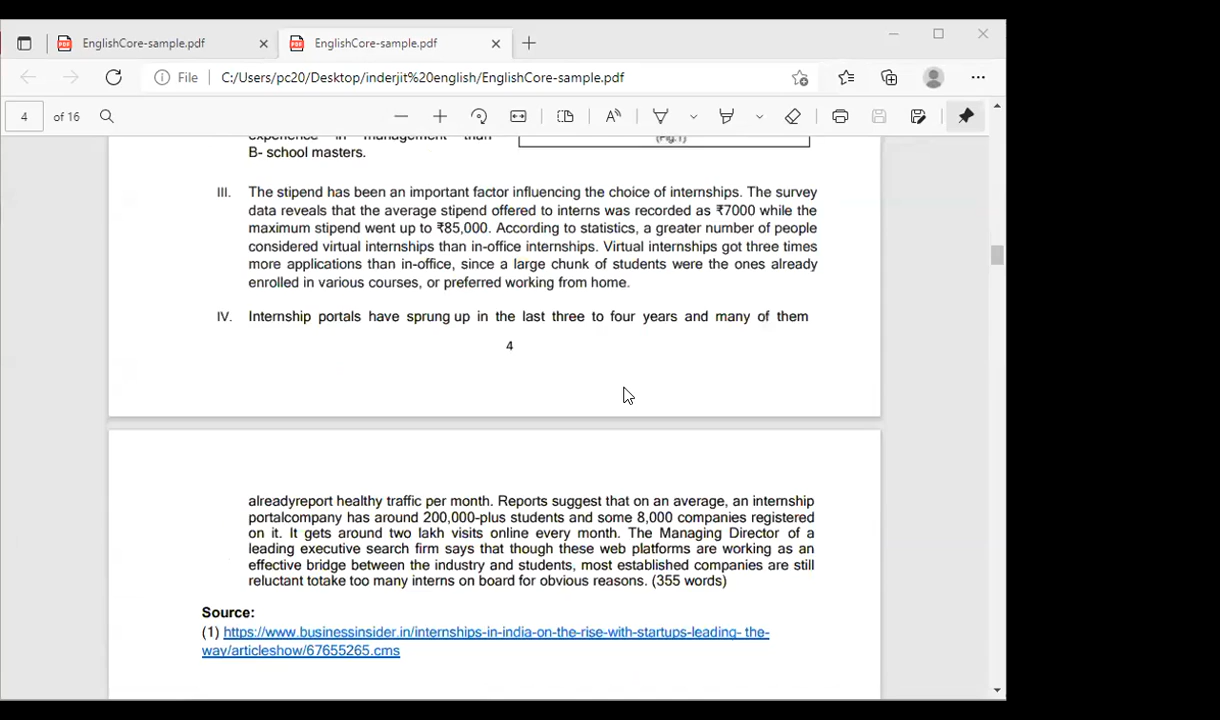 EnglishCore-sample.pdf
EnglishCore-sample.pdf
File
C:/Users/pc20/Desktop/inderjit%20english/EnglishCore-sample.pdf
4 of 16
experience in management than
B- school masters.
(Fig.1)
III. The stipend has been an important factor influencing the choice of internships. The survey
data reveals that the average stipend offered to interns was recorded as ₹7000 while the
maximum stipend went up to ₹85,000. According to statistics, a greater number of people
considered virtual internships than in-office internships. Virtual internships got three times
more applications than in-office, since a large chunk of students were the ones already
enrolled in various courses, or preferred working from home.
IV. Internship portals have sprung up in the last three to four years and many of them
4
alreadyreport healthy traffic per month. Reports suggest that on an average, an internship
portalcompany has around 200,000-plus students and some 8,000 companies registered
on it. It gets around two lakh visits online every month. The Managing Director of a
leading executive search firm says that though these web platforms are working as an
effective bridge between the industry and students, most established companies are still
reluctant totake too many interns on board for obvious reasons. (355 words)
Source:
(1) https://www.businessinsider.in/internships-in-india-on-the-rise-with-startups-leading- the-
way/articleshow/67655265.cms